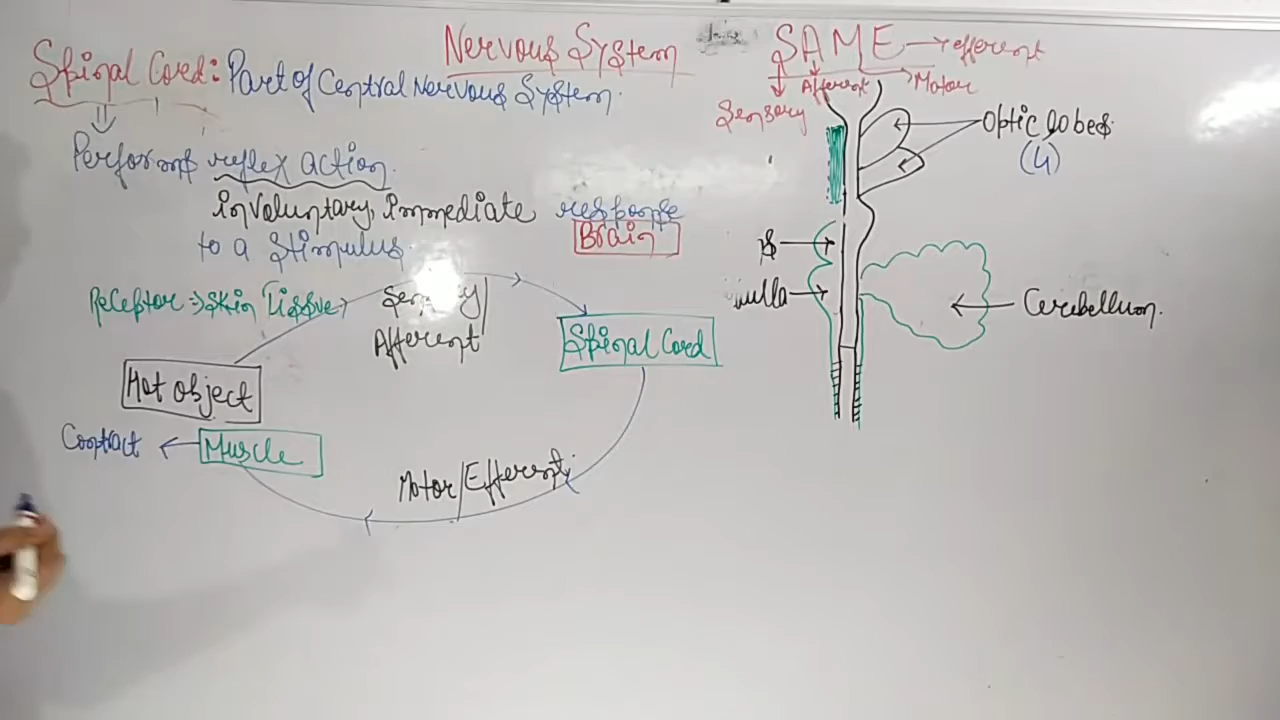 Nervous System
SAME → efferent
Afferent
Motor
Sensory
Spinal Cord: Part of Central Nervous System.
Performs reflex action.
involuntary, Immediate response
to a stimulus.
Brain
Optic lobes
(4)
Receptor ⇒ Skin Tissue
Afferent
Spinal Cord
Hot object
Contract ← Muscle
Motor/Efferent
Cerebellum.